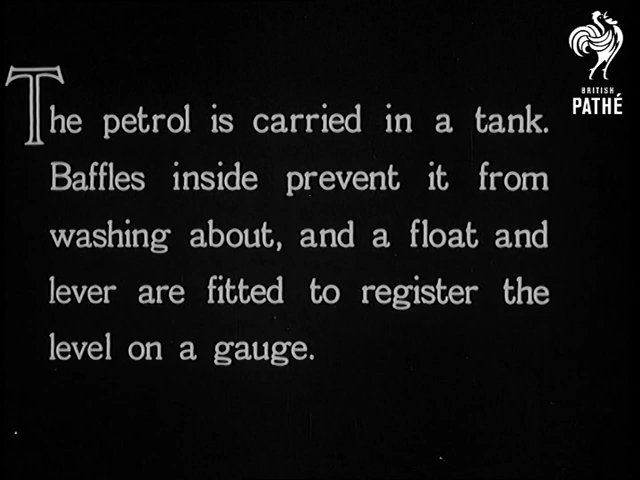 BRITISH
PATHÉ
The petrol is carried in a tank.
Baffles inside prevent it from
washing about, and a float and
lever are fitted to register the
level on a gauge.